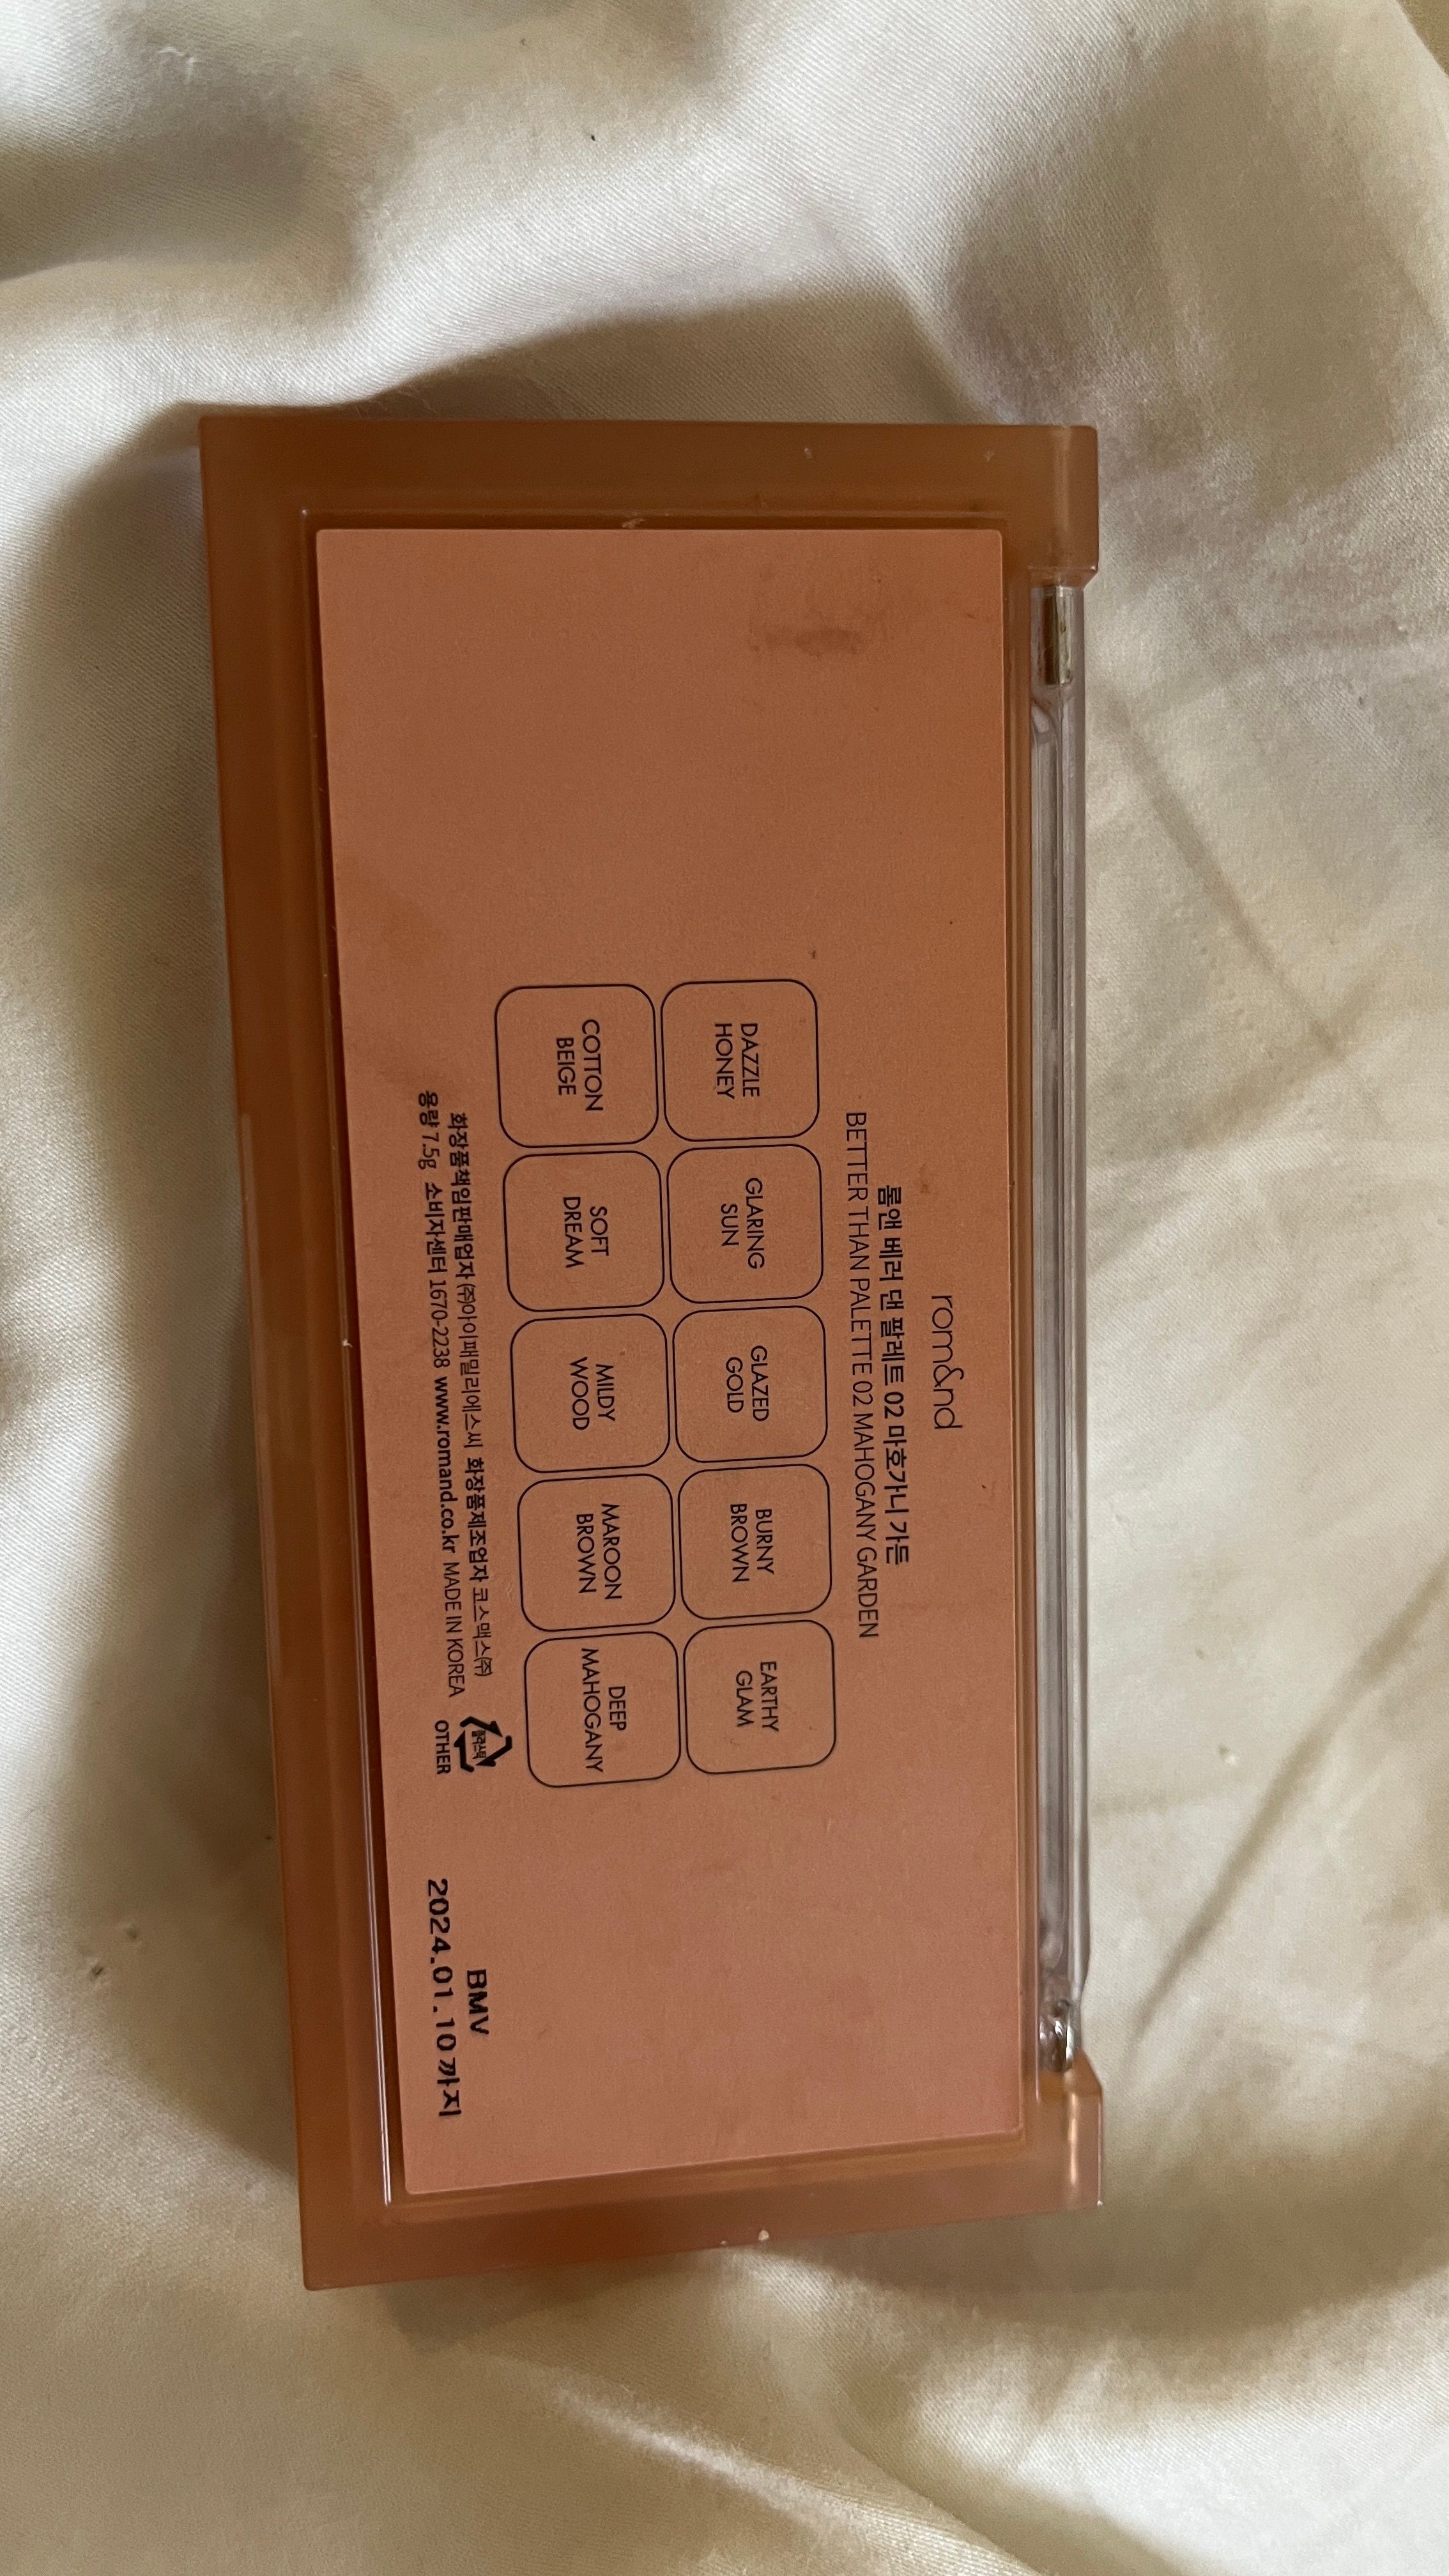 rom&nd
롬앤 베러 댄 팔레트 02 마호가니 가든
BETTER THAN PALETTE 02 MAHOGANY GARDEN
DAZZLE
HONEY
GLARING
SUN
GLAZED
GOLD
BURNY
BROWN
EARTHY
GLAM
COTTON
BEIGE
SOFT
DREAM
MILDY
WOOD
MAROON
BROWN
DEEP
MAHOGANY
화장품책임판매업자 ㈜아이패밀리에스씨 화장품제조업자 코스맥스㈜
용량 7.5g 소비자센터 1670-2238 www.romand.co.kr MADE IN KOREA
플라스틱
OTHER
BMV
2024.01.10 까지